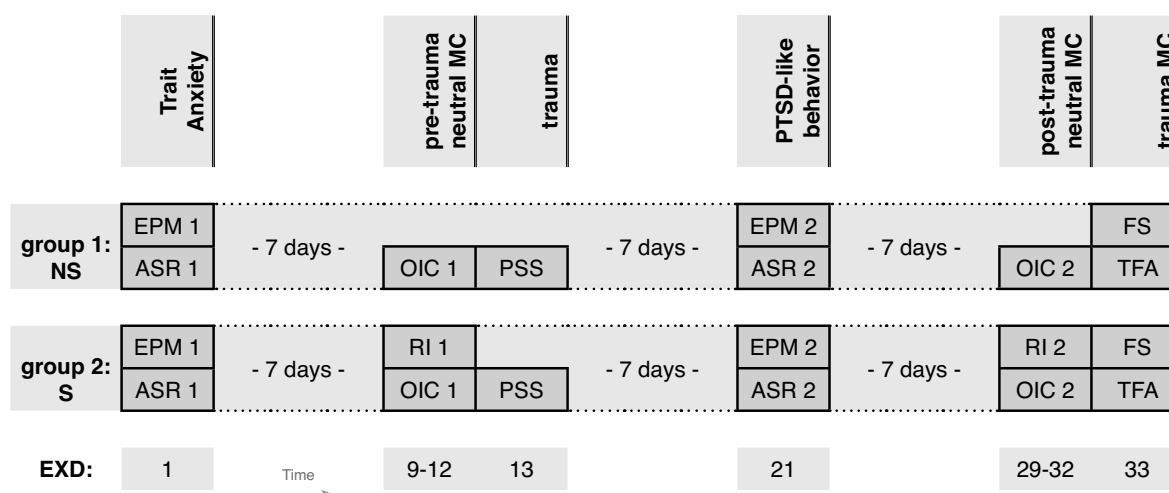 Trait
Anxiety
pre-trauma
neutral MC
trauma
PTSD-like
behavior
post-trauma
neutral MC
trauma MC
group 1:
NS
EPM 1
ASR 1
- 7 days -
OIC 1
PSS
- 7 days -
EPM 2
ASR 2
- 7 days -
OIC 2
FS
TFA
group 2:
S
EPM 1
ASR 1
- 7 days -
RI 1
OIC 1
PSS
- 7 days -
EPM 2
ASR 2
- 7 days -
RI 2
OIC 2
FS
TFA
EXD:
1
Time
9-12
13
21
29-32
33